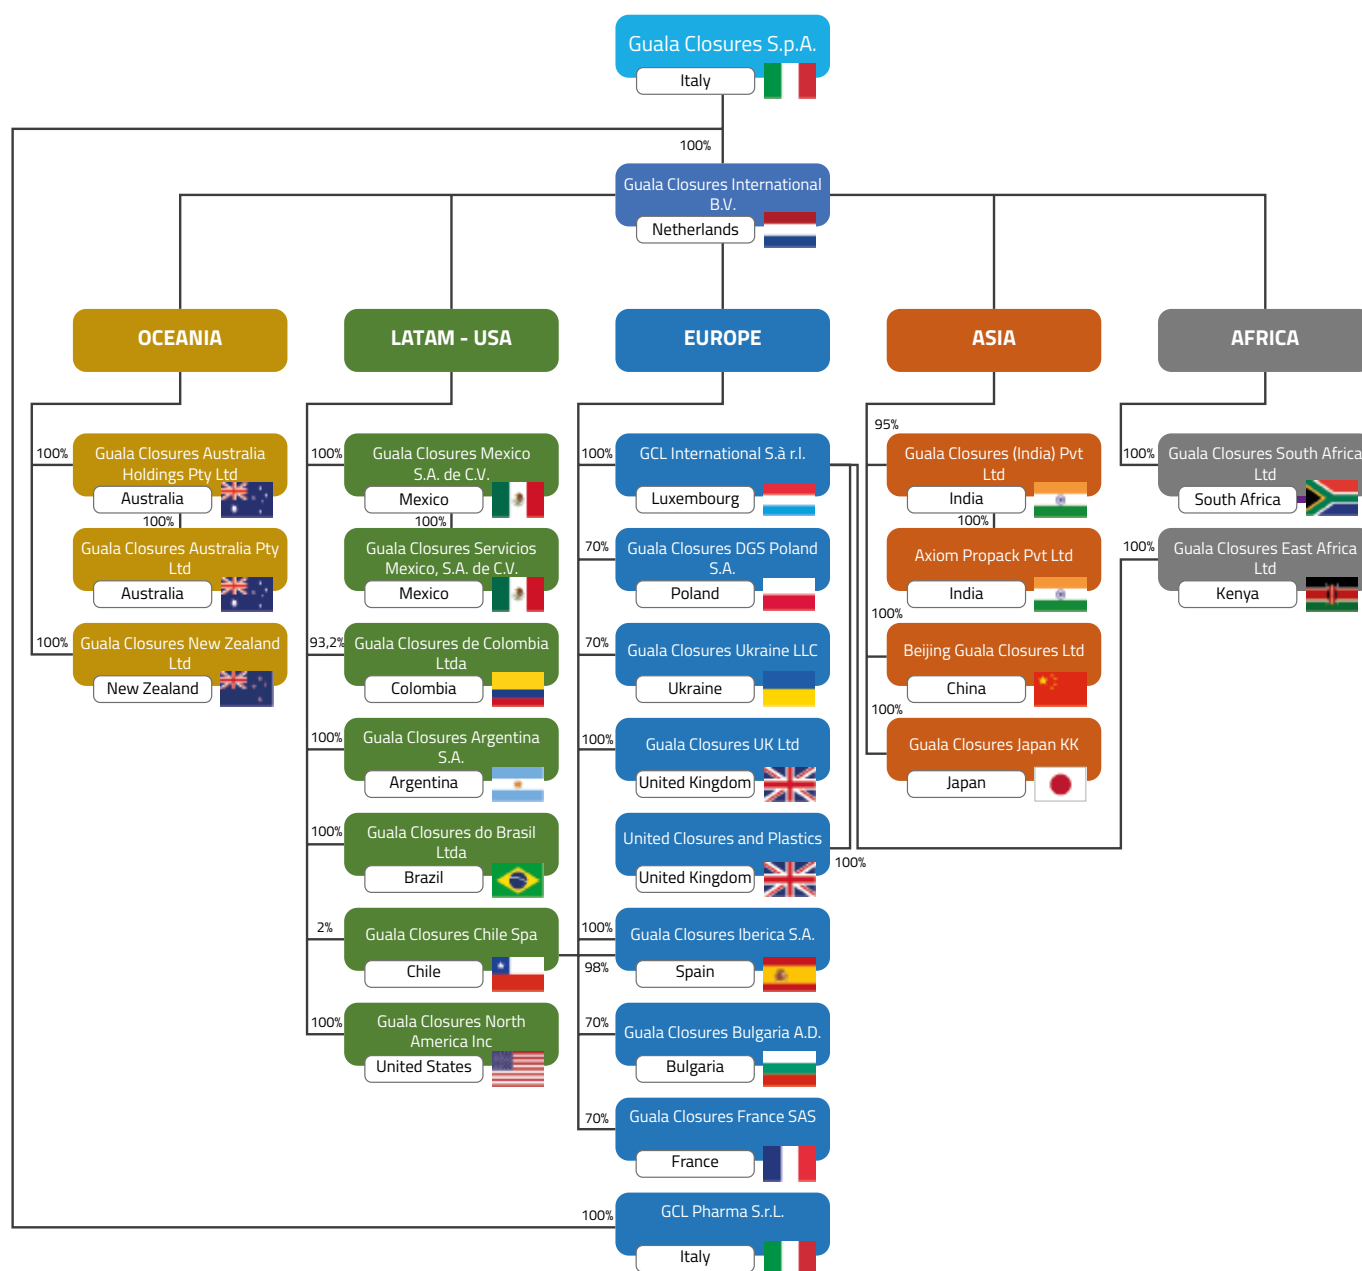 Guala Closures S.p.A.
Italy
100%
Guala Closures International
B.V.
Netherlands
OCEANIA
LATAM - USA
EUROPE
ASIA
AFRICA
100%
Guala Closures Australia
Holdings Pty Ltd
Australia
100%
Guala Closures Australia Pty
Ltd
Australia
100%
Guala Closures New Zealand
Ltd
New Zealand
100%
Guala Closures Mexico
S.A. de C.V.
Mexico
100%
Guala Closures Servicios
Mexico, S.A. de C.V.
Mexico
93,2%
Guala Closures de Colombia
Ltda
Colombia
100%
Guala Closures Argentina
S.A.
Argentina
100%
Guala Closures do Brasil
Ltda
Brazil
2%
Guala Closures Chile Spa
Chile
100%
Guala Closures North
America Inc
United States
100%
GCL International S.à r.l.
Luxembourg
70%
Guala Closures DGS Poland
S.A.
Poland
70%
Guala Closures Ukraine LLC
Ukraine
100%
Guala Closures UK Ltd
United Kingdom
United Closures and Plastics
United Kingdom
100%
100%
Guala Closures Iberica S.A.
98%
Spain
70%
Guala Closures Bulgaria A.D.
Bulgaria
70%
Guala Closures France SAS
France
100%
GCL Pharma S.r.L.
Italy
95%
Guala Closures (India) Pvt
Ltd
India
100%
Axiom Propack Pvt Ltd
India
100%
Beijing Guala Closures Ltd
China
100%
Guala Closures Japan KK
Japan
100%
Guala Closures South Africa
Ltd
South Africa
100%
Guala Closures East Africa
Ltd
Kenya